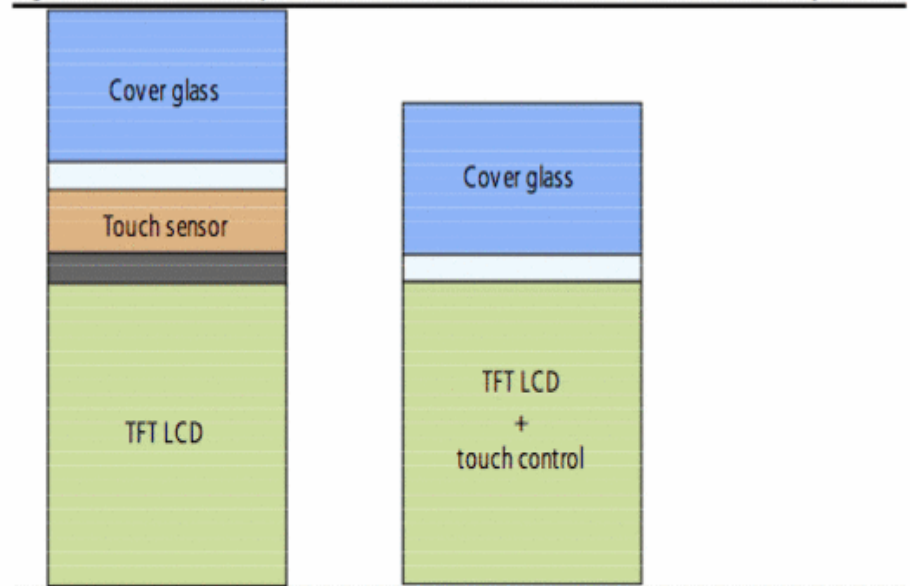 Cover glass
Touch sensor
TFT LCD
Cover glass
TFT LCD
+
touch control